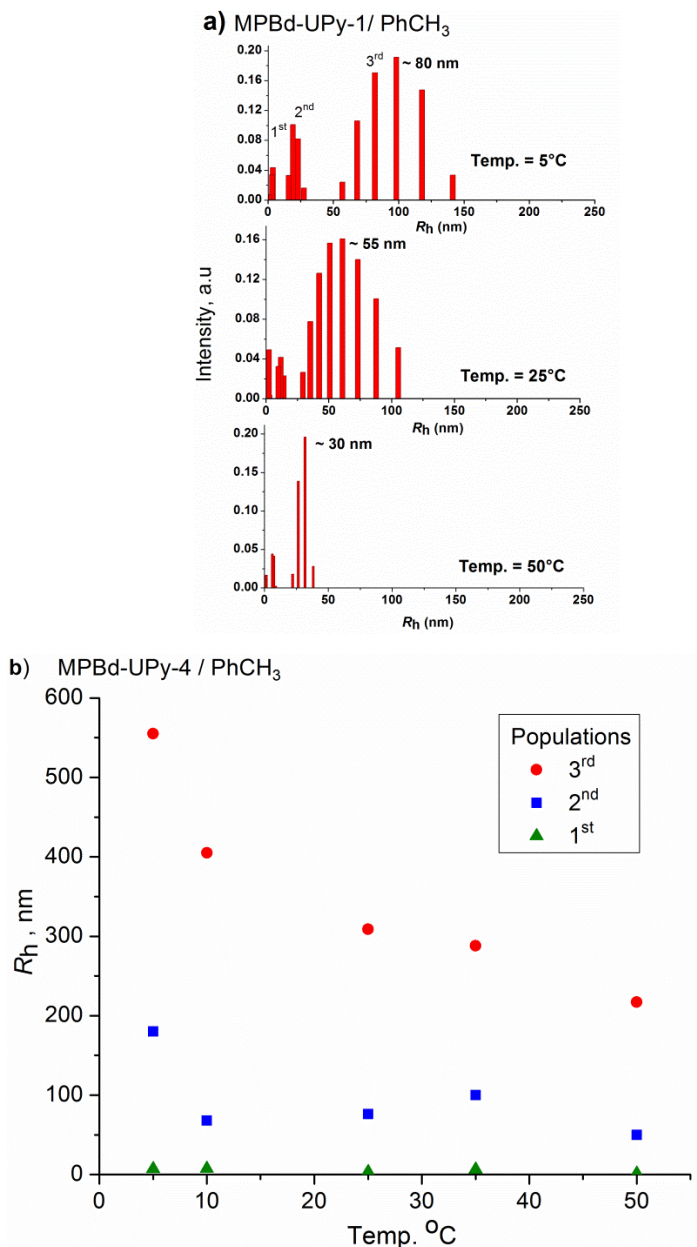 a) MPBd-UPy-1/ PhCH₃
0.20
0.16
0.12
0.08
0.04
0.00
1ˢᵗ
2ⁿᵈ
3ʳᵈ
~ 80 nm
Temp. = 5°C
0 50 100 150 200 250
Rh (nm)
Intensity, a.u
0.16
0.12
0.08
0.04
0.00
~ 55 nm
Temp. = 25°C
0 50 100 150 200 250
Rh (nm)
0.20
0.15
0.10
0.05
0.00
~ 30 nm
Temp. = 50°C
0 50 100 150 200 250
Rh (nm)
b) MPBd-UPy-4 / PhCH₃
600
500
400
300
200
100
0
Rh , nm
Populations
3ʳᵈ
2ⁿᵈ
1ˢᵗ
0 10 20 30 40 50
Temp. ⁰C